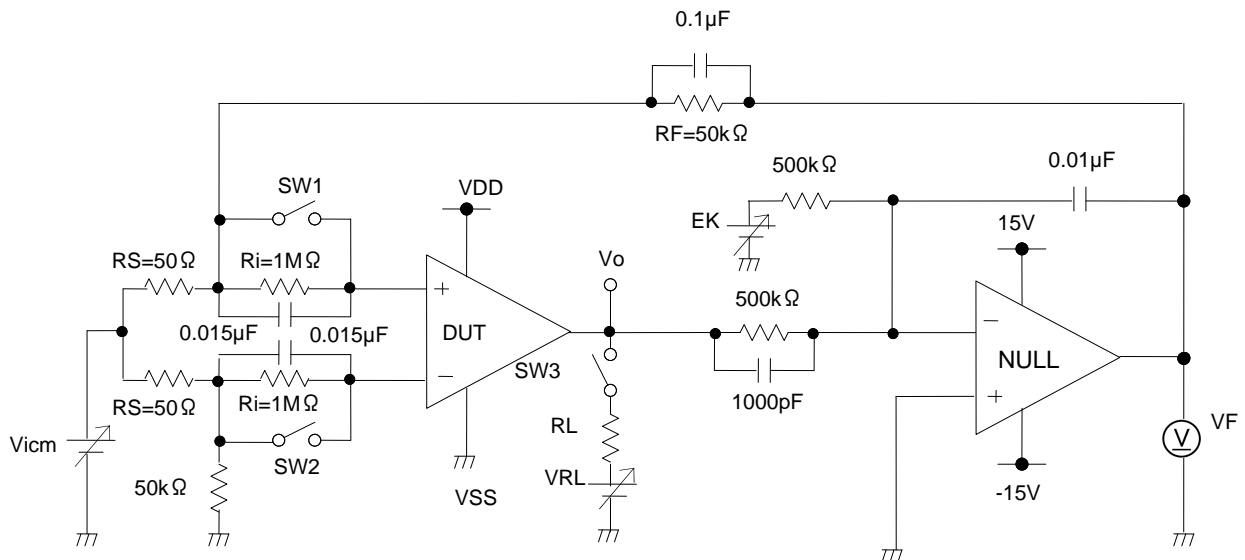 0.1µF
RF=50kΩ
500kΩ
0.01µF
SW1
VDD
EK
15V
RS=50Ω
Ri=1MΩ
Vo
500kΩ
+
0.015µF
0.015µF
DUT
−
NULL
−
SW3
1000pF
+
RS=50Ω
Ri=1MΩ
RL
V
VF
Vicm
SW2
50kΩ
VSS
VRL
-15V